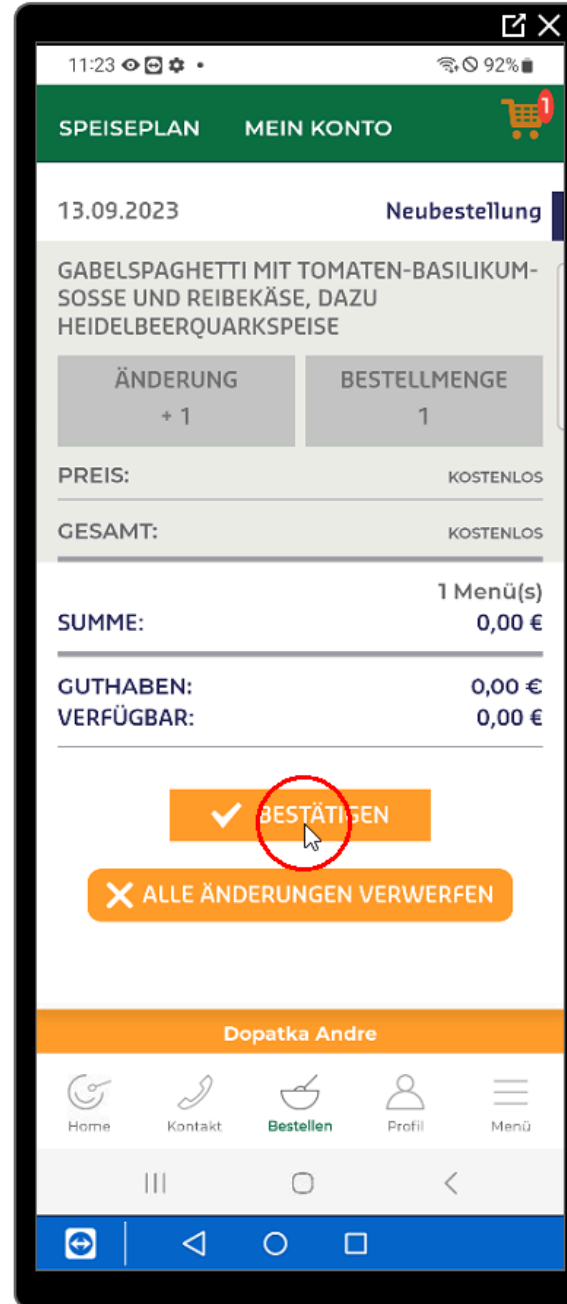 11:23
92%
SPEISEPLAN MEIN KONTO 1
13.09.2023 Neubestellung
GABELSPAGHETTI MIT TOMATEN-BASILIKUM-
SOSSE UND REIBEKÄSE, DAZU
HEIDELBEERQUARKSPEISE
ÄNDERUNG BESTELLMENGE
+ 1 1
PREIS: KOSTENLOS
GESAMT: KOSTENLOS
1 Menü(s)
SUMME: 0,00 €
GUTHABEN: 0,00 €
VERFÜGBAR: 0,00 €
BESTÄTIGEN
ALLE ÄNDERUNGEN VERWERFEN
Dopatka Andre
Home Kontakt Bestellen Profil Menü